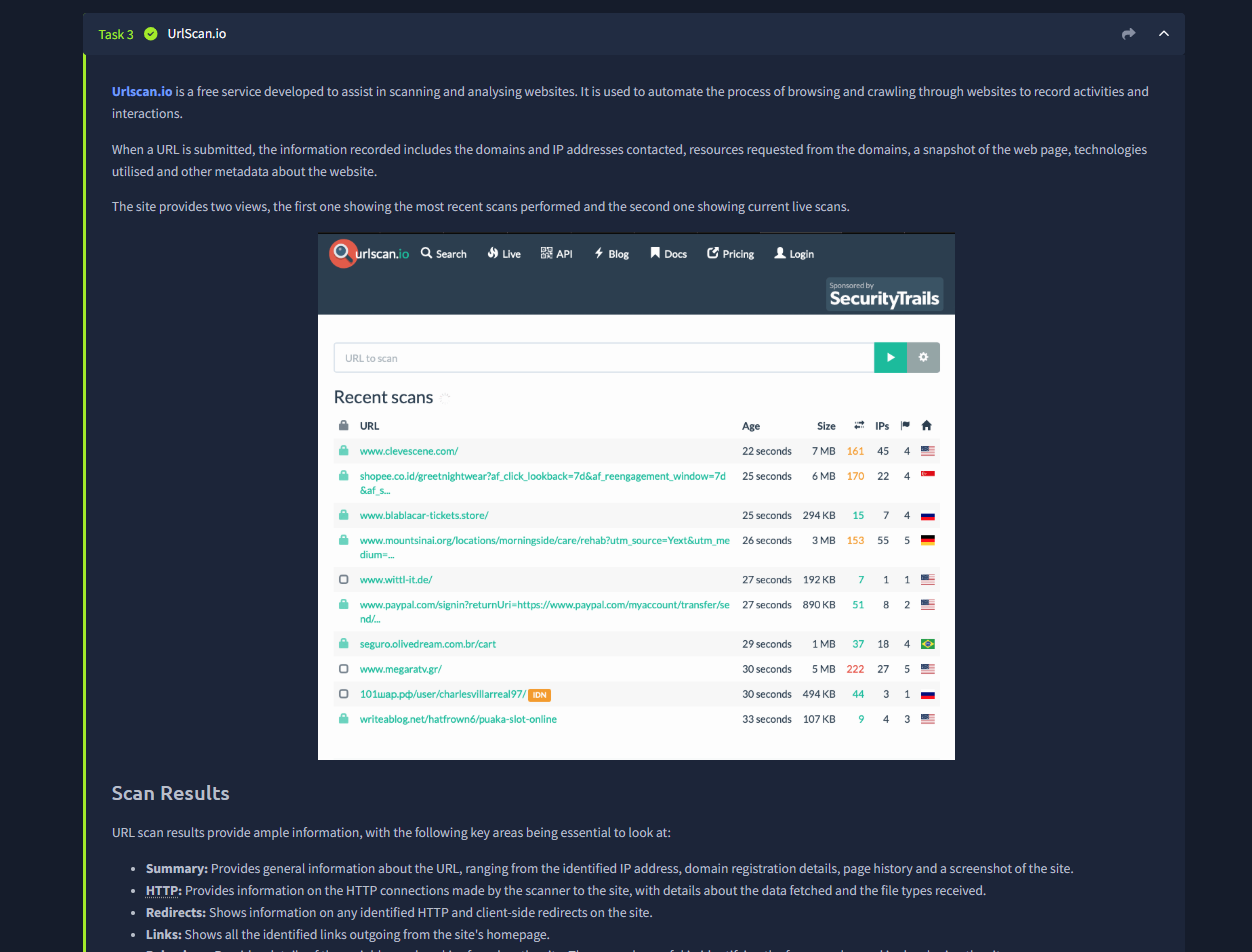 Task 3 UrlScan.io
Urlscan.io is a free service developed to assist in scanning and analysing websites. It is used to automate the process of browsing and crawling through websites to record activities and
interactions.
When a URL is submitted, the information recorded includes the domains and IP addresses contacted, resources requested from the domains, a snapshot of the web page, technologies
utilised and other metadata about the website.
The site provides two views, the first one showing the most recent scans performed and the second one showing current live scans.
urlscan.io Search Live API Blog Docs Pricing Login
Sponsored by
SecurityTrails
URL to scan
Recent scans
URL Age Size IPs
www.clevescene.com/ 22 seconds 7 MB 161 45 4
shopee.co.id/greetnightwear?af_click_lookback=7d&af_reengagement_window=7d 25 seconds 6 MB 170 22 4
&af_s...
www.blablacar-tickets.store/ 25 seconds 294 KB 15 7 4
www.mountsinai.org/locations/morningside/care/rehab?utm_source=Yext&utm_me 26 seconds 3 MB 153 55 5
dium=...
www.wittl-it.de/ 27 seconds 192 KB 7 1 1
www.paypal.com/signin?returnUri=https://www.paypal.com/myaccount/transfer/se 27 seconds 890 KB 51 8 2
nd/...
seguro.olivedream.com.br/cart 29 seconds 1 MB 37 18 4
www.megaratv.gr/ 30 seconds 5 MB 222 27 5
101шар.рф/user/charlesvillarreal97/ IDN 30 seconds 494 KB 44 3 1
writeablog.net/hatfrown6/puaka-slot-online 33 seconds 107 KB 9 4 3
Scan Results
URL scan results provide ample information, with the following key areas being essential to look at:
• Summary: Provides general information about the URL, ranging from the identified IP address, domain registration details, page history and a screenshot of the site.
• HTTP: Provides information on the HTTP connections made by the scanner to the site, with details about the data fetched and the file types received.
• Redirects: Shows information on any identified HTTP and client-side redirects on the site.
• Links: Shows all the identified links outgoing from the site's homepage.